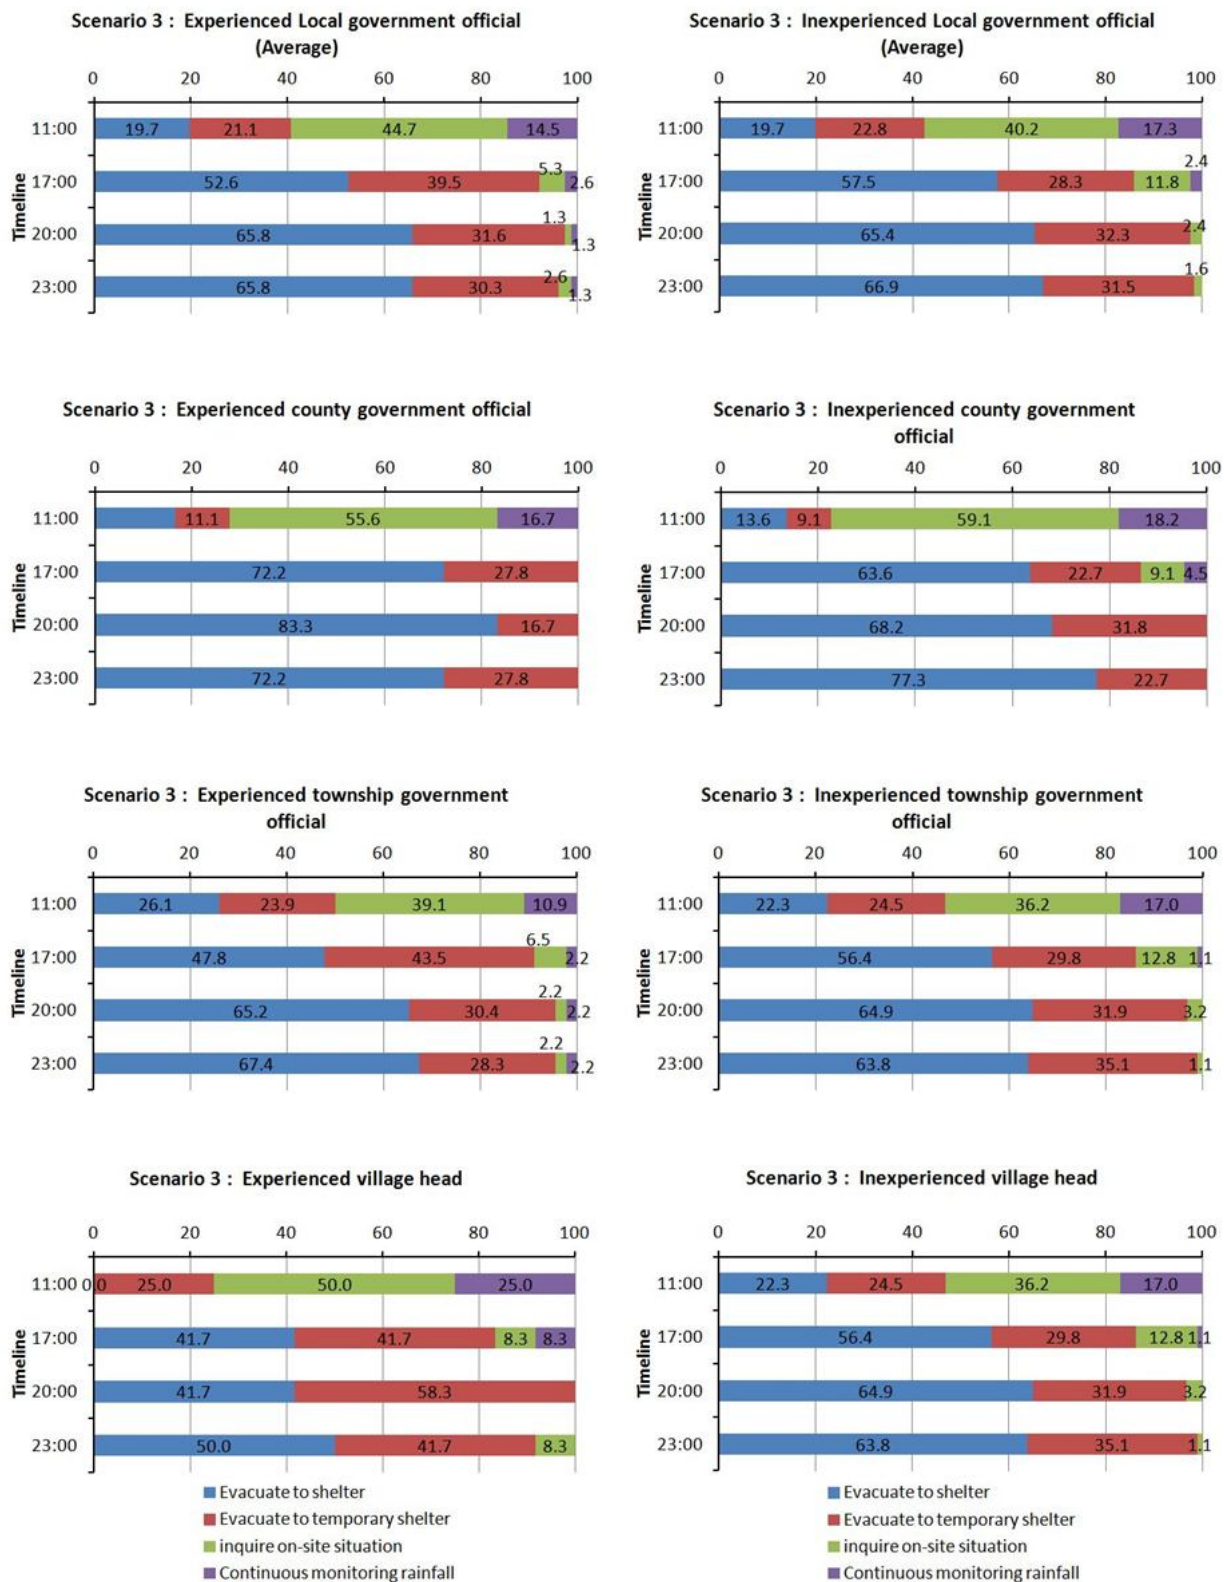 Scenario 3 : Experienced Local government official
(Average)
0 20 40 60 80 100
Timeline
11:00 19.7 21.1 44.7 14.5
17:00 52.6 39.5 5.3 2.6
20:00 65.8 31.6 1.3 1.3
23:00 65.8 30.3 2.6 1.3
Scenario 3 : Inexperienced Local government official
(Average)
0 20 40 60 80 100
Timeline
11:00 19.7 22.8 40.2 17.3
17:00 57.5 28.3 11.8 2.4
20:00 65.4 32.3 2.4
23:00 66.9 31.5 1.6
Scenario 3 : Experienced county government official
0 20 40 60 80 100
Timeline
11:00 11.1 55.6 16.7
17:00 72.2 27.8
20:00 83.3 16.7
23:00 72.2 27.8
Scenario 3 : Inexperienced county government
official
0 20 40 60 80 100
Timeline
11:00 13.6 9.1 59.1 18.2
17:00 63.6 22.7 9.1 4.5
20:00 68.2 31.8
23:00 77.3 22.7
Scenario 3 : Experienced township government
official
0 20 40 60 80 100
Timeline
11:00 26.1 23.9 39.1 10.9
17:00 47.8 43.5 6.5 2.2
20:00 65.2 30.4 2.2 2.2
23:00 67.4 28.3 2.2 2.2
Scenario 3 : Inexperienced township government
official
0 20 40 60 80 100
Timeline
11:00 22.3 24.5 36.2 17.0
17:00 56.4 29.8 12.8 1.1
20:00 64.9 31.9 3.2
23:00 63.8 35.1 1.1
Scenario 3 : Experienced village head
0 20 40 60 80 100
Timeline
11:00 0.0 25.0 50.0 25.0
17:00 41.7 41.7 8.3 8.3
20:00 41.7 58.3
23:00 50.0 41.7 8.3
Evacuate to shelter
Evacuate to temporary shelter
inquire on-site situation
Continuous monitoring rainfall
Scenario 3 : Inexperienced village head
0 20 40 60 80 100
Timeline
11:00 22.3 24.5 36.2 17.0
17:00 56.4 29.8 12.8 1.1
20:00 64.9 31.9 3.2
23:00 63.8 35.1 1.1
Evacuate to shelter
Evacuate to temporary shelter
inquire on-site situation
Continuous monitoring rainfall